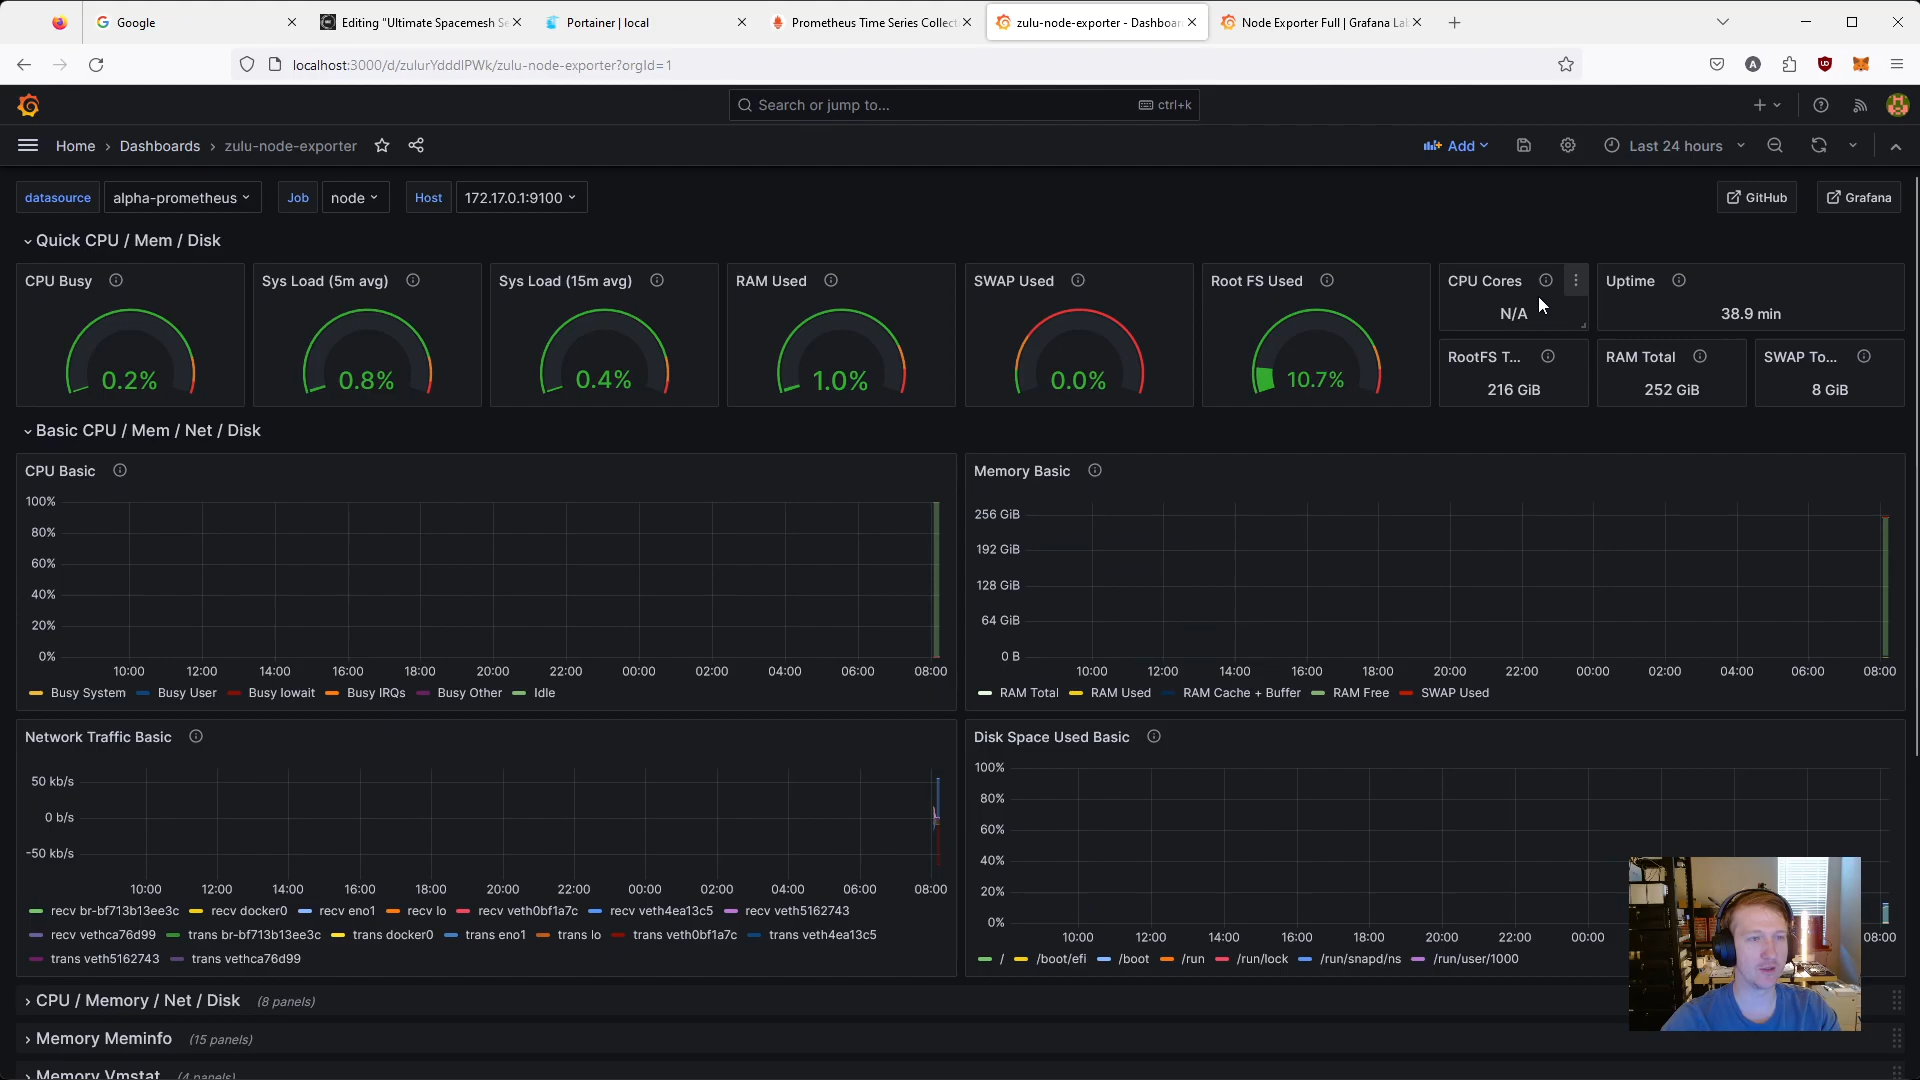 Google
Editing "Ultimate Spacemesh Se
Portainer | local
Prometheus Time Series Collect
zulu-node-exporter - Dashboar
Node Exporter Full | Grafana La
localhost:3000/d/zulurYdddlPWk/zulu-node-exporter?orgId=1
Search or jump to...
ctrl+k
Home › Dashboards › zulu-node-exporter
Add
Last 24 hours
datasource alpha-prometheus Job node Host 172.17.0.1:9100
GitHub
Grafana
Quick CPU / Mem / Disk
CPU Busy
0.2%
Sys Load (5m avg)
0.8%
Sys Load (15m avg)
0.4%
RAM Used
1.0%
SWAP Used
0.0%
Root FS Used
10.7%
CPU Cores
N/A
Uptime
38.9 min
RootFS T...
216 GiB
RAM Total
252 GiB
SWAP To...
8 GiB
Basic CPU / Mem / Net / Disk
CPU Basic
100%
80%
60%
40%
20%
0%
10:00 12:00 14:00 16:00 18:00 20:00 22:00 00:00 02:00 04:00 06:00 08:00
Busy System Busy User Busy Iowait Busy IRQs Busy Other Idle
Memory Basic
256 GiB
192 GiB
128 GiB
64 GiB
0 B
10:00 12:00 14:00 16:00 18:00 20:00 22:00 00:00 02:00 04:00 06:00 08:00
RAM Total RAM Used RAM Cache + Buffer RAM Free SWAP Used
Network Traffic Basic
50 kb/s
0 b/s
-50 kb/s
10:00 12:00 14:00 16:00 18:00 20:00 22:00 00:00 02:00 04:00 06:00 08:00
recv br-bf713b13ee3c recv docker0 recv eno1 recv lo recv veth0bf1a7c recv veth4ea13c5 recv veth5162743
recv vethca76d99 trans br-bf713b13ee3c trans docker0 trans eno1 trans lo trans veth0bf1a7c trans veth4ea13c5
trans veth5162743 trans vethca76d99
Disk Space Used Basic
100%
80%
60%
40%
20%
0%
10:00 12:00 14:00 16:00 18:00 20:00 22:00 00:00 08:00
/ /boot/efi /boot /run /run/lock /run/snapd/ns /run/user/1000
CPU / Memory / Net / Disk (8 panels)
Memory Meminfo (15 panels)
Memory Vmstat (4 panels)